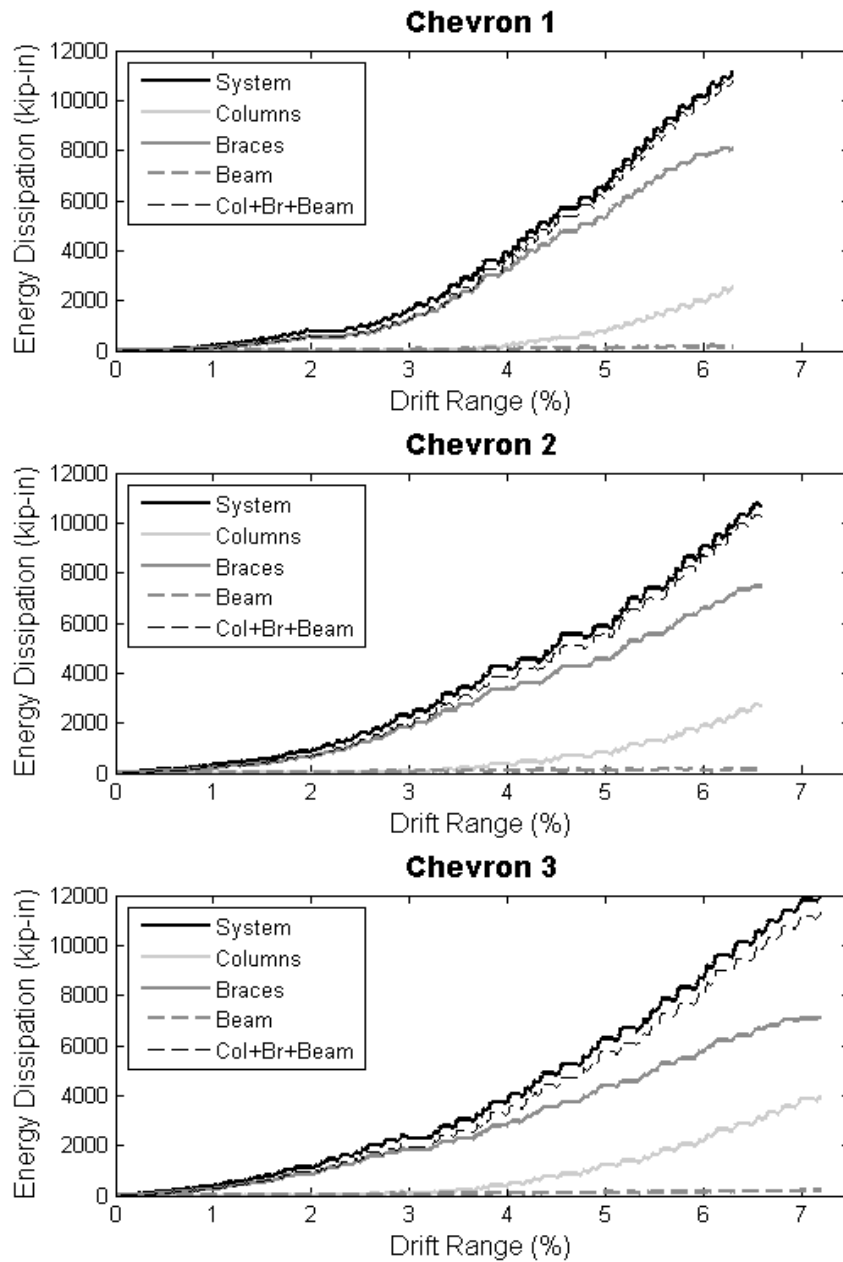 Chevron 1
Energy Dissipation (kip-in)
12000
10000
8000
6000
4000
2000
0
System
Columns
Braces
Beam
Col+Br+Beam
0 1 2 3 4 5 6 7
Drift Range (%)
Chevron 2
Energy Dissipation (kip-in)
12000
10000
8000
6000
4000
2000
0
System
Columns
Braces
Beam
Col+Br+Beam
0 1 2 3 4 5 6 7
Drift Range (%)
Chevron 3
Energy Dissipation (kip-in)
12000
10000
8000
6000
4000
2000
0
System
Columns
Braces
Beam
Col+Br+Beam
0 1 2 3 4 5 6 7
Drift Range (%)